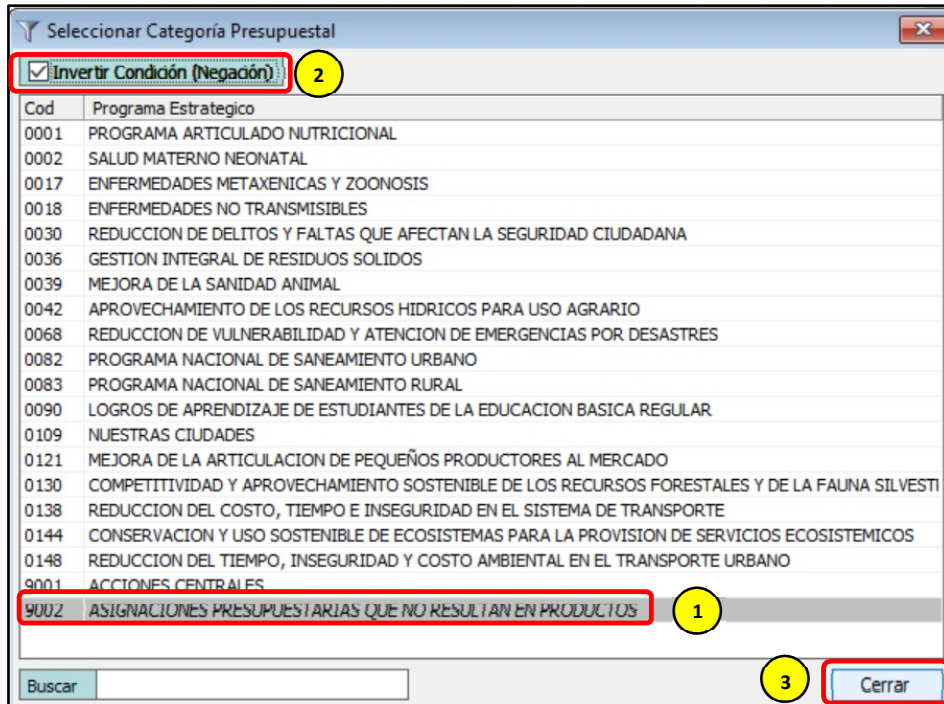 Seleccionar Categoría Presupuestal
Invertir Condición (Negación)
2
Cod Programa Estrategico
0001 PROGRAMA ARTICULADO NUTRICIONAL
0002 SALUD MATERNO NEONATAL
0017 ENFERMEDADES METAXENICAS Y ZOONOSIS
0018 ENFERMEDADES NO TRANSMISIBLES
0030 REDUCCION DE DELITOS Y FALTAS QUE AFECTAN LA SEGURIDAD CIUDADANA
0036 GESTION INTEGRAL DE RESIDUOS SOLIDOS
0039 MEJORA DE LA SANIDAD ANIMAL
0042 APROVECHAMIENTO DE LOS RECURSOS HIDRICOS PARA USO AGRARIO
0068 REDUCCION DE VULNERABILIDAD Y ATENCION DE EMERGENCIAS POR DESASTRES
0082 PROGRAMA NACIONAL DE SANEAMIENTO URBANO
0083 PROGRAMA NACIONAL DE SANEAMIENTO RURAL
0090 LOGROS DE APRENDIZAJE DE ESTUDIANTES DE LA EDUCACION BASICA REGULAR
0109 NUESTRAS CIUDADES
0121 MEJORA DE LA ARTICULACION DE PEQUEÑOS PRODUCTORES AL MERCADO
0130 COMPETITIVIDAD Y APROVECHAMIENTO SOSTENIBLE DE LOS RECURSOS FORESTALES Y DE LA FAUNA SILVESTI
0138 REDUCCION DEL COSTO, TIEMPO E INSEGURIDAD EN EL SISTEMA DE TRANSPORTE
0144 CONSERVACION Y USO SOSTENIBLE DE ECOSISTEMAS PARA LA PROVISION DE SERVICIOS ECOSISTEMICOS
0148 REDUCCION DEL TIEMPO, INSEGURIDAD Y COSTO AMBIENTAL EN EL TRANSPORTE URBANO
9001 ACCIONES CENTRALES
9002 ASIGNACIONES PRESUPUESTARIAS QUE NO RESULTAN EN PRODUCTOS
1
Buscar
3
Cerrar